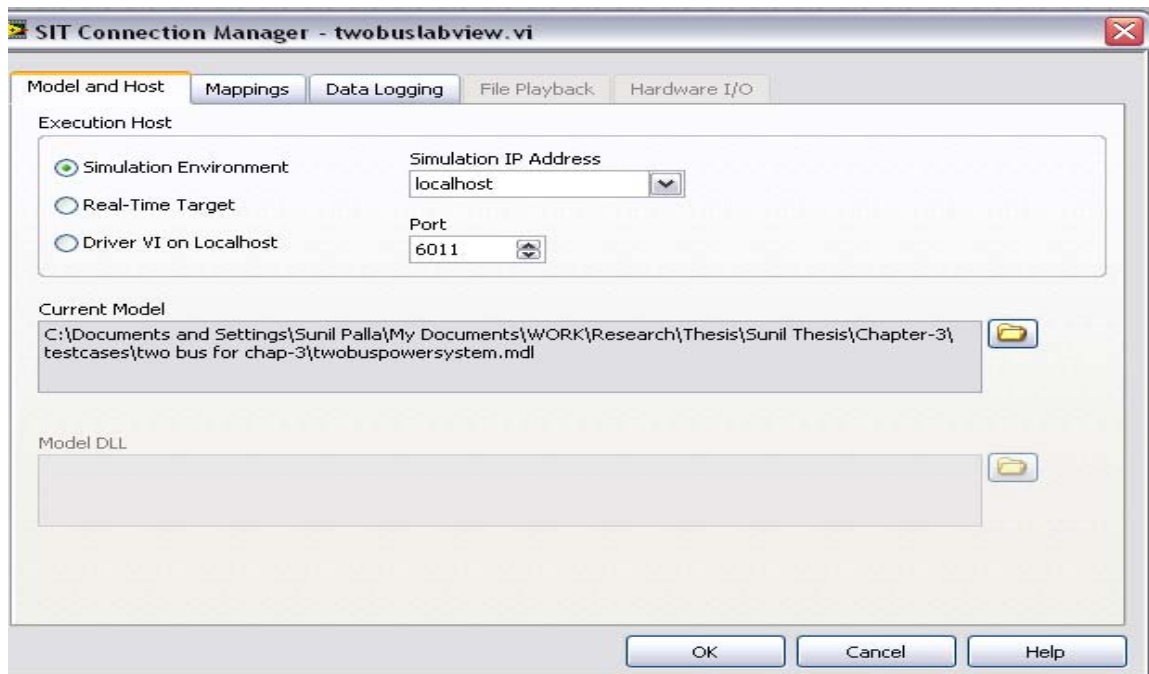 SIT Connection Manager - twobuslabview.vi
Model and Host
Mappings
Data Logging
File Playback
Hardware I/O
Execution Host
Simulation Environment
Real-Time Target
Driver VI on Localhost
Simulation IP Address
localhost
Port
6011
Current Model
C:\Documents and Settings\Sunil Palla\My Documents\WORK\Research\Thesis\Sunil Thesis\Chapter-3\
testcases\two bus for chap-3\twobuspowersystem.mdl
Model DLL
OK
Cancel
Help